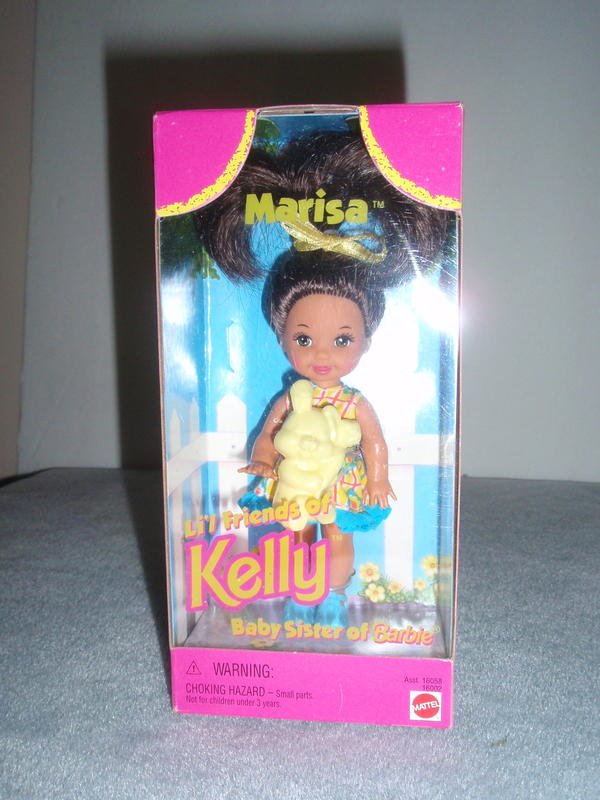 Marisa™
Li'l Friends of
Kelly™
Baby Sister of Barbie®
⚠ WARNING:
CHOKING HAZARD – Small parts.
Not for children under 3 years.
Asst. 16058
16002
MATTEL